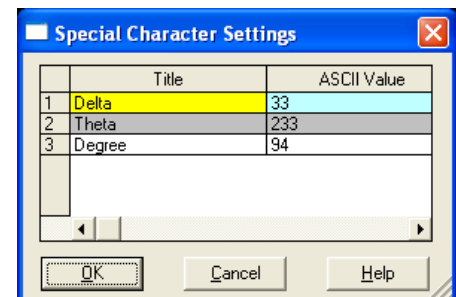 Special Character Settings
Title ASCII Value
1 Delta 33
2 Theta 233
3 Degree 94
OK Cancel Help